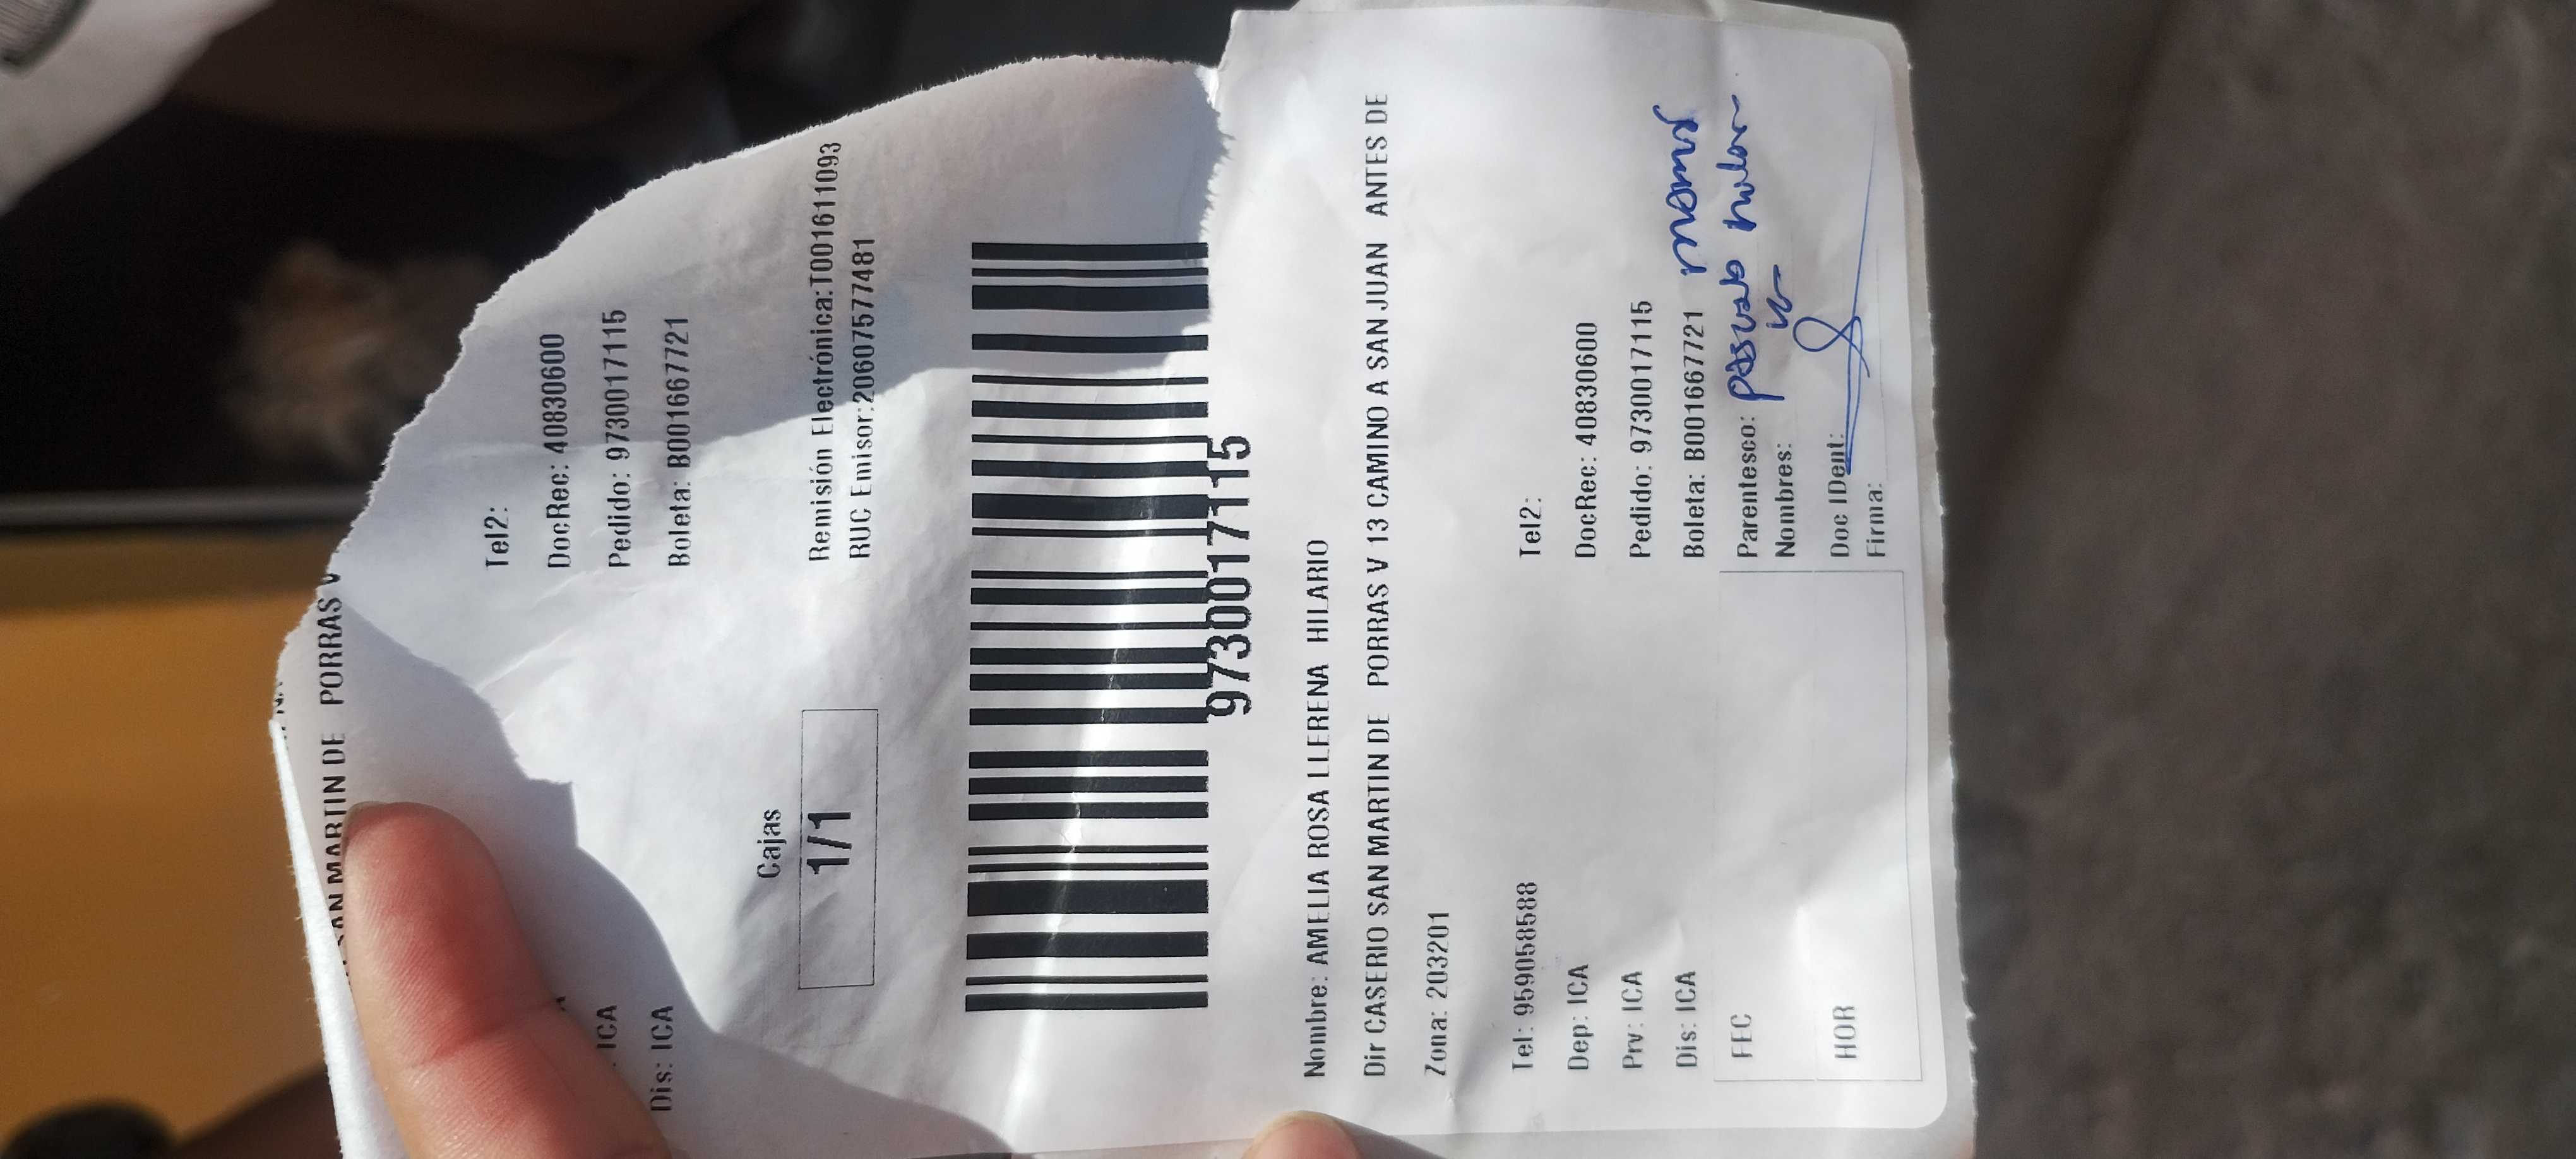 SAN MARTIN DE PORRAS V
Tel2:
DocRec: 40830600
ICA
Pedido: 9730017115
Dis: ICA
Boleta: B001667721
Cajas
1/1
Remisión Electrónica:T001611093
RUC Emisor:20607577481
9730017115
Nombre: AMELIA ROSA LLERENA HILARIO
Dir CASERIO SAN MARTIN DE PORRAS V 13 CAMINO A SAN JUAN ANTES DE
Zona: 203201
Tel: 959058588
Tel2:
Dep: ICA
DocRec: 40830600
Prv: ICA
Pedido: 9730017115
Dis: ICA
Boleta: B001667721
FEC
Parentesco:
Nombres:
HOR
Doc IDent:
Firma: